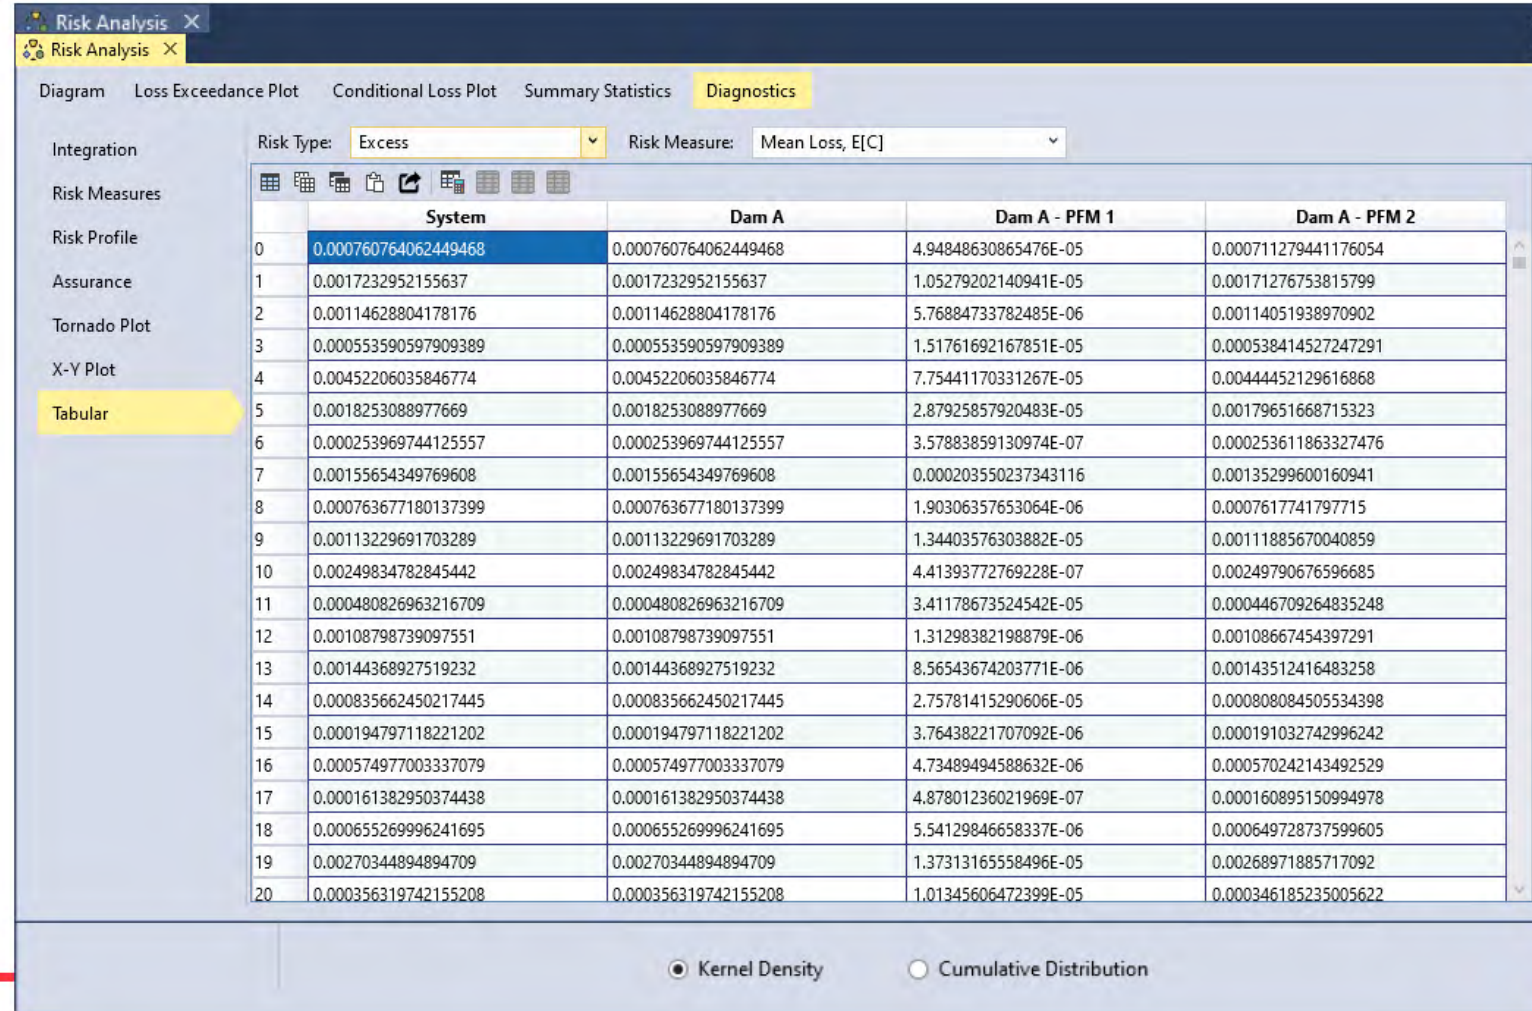 Risk Analysis
Risk Analysis
Diagram Loss Exceedance Plot Conditional Loss Plot Summary Statistics Diagnostics
Integration
Risk Measures
Risk Profile
Assurance
Tornado Plot
X-Y Plot
Tabular
Risk Type: Excess Risk Measure: Mean Loss, E[C]
System Dam A Dam A - PFM 1 Dam A - PFM 2
0 0.000760764062449468 0.000760764062449468 4.94848630865476E-05 0.000711279441176054
1 0.0017232952155637 0.0017232952155637 1.05279202140941E-05 0.00171276753815799
2 0.00114628804178176 0.00114628804178176 5.76884733782485E-06 0.00114051938970902
3 0.000553590597909389 0.000553590597909389 1.51761692167851E-05 0.000538414527247291
4 0.00452206035846774 0.00452206035846774 7.75441170331267E-05 0.00444452129616868
5 0.0018253088977669 0.0018253088977669 2.87925857920483E-05 0.00179651668715323
6 0.000253969744125557 0.000253969744125557 3.57883859130974E-07 0.000253611863327476
7 0.00155654349769608 0.00155654349769608 0.000203550237343116 0.00135299600160941
8 0.000763677180137399 0.000763677180137399 1.90306357653064E-06 0.00076177741797715
9 0.00113229691703289 0.00113229691703289 1.34403576303882E-05 0.00111885670040859
10 0.00249834782845442 0.00249834782845442 4.41393772769228E-07 0.00249790676596685
11 0.000480826963216709 0.000480826963216709 3.41178673524542E-05 0.000446709264835248
12 0.00108798739097551 0.00108798739097551 1.31298382198879E-06 0.00108667454397291
13 0.00144368927519232 0.00144368927519232 8.56543674203771E-06 0.00143512416483258
14 0.000835662450217445 0.000835662450217445 2.75781415290606E-05 0.000808084505534398
15 0.000194797118221202 0.000194797118221202 3.76438221707092E-06 0.000191032742996242
16 0.000574977003337079 0.000574977003337079 4.73489494588632E-06 0.000570242143492529
17 0.000161382950374438 0.000161382950374438 4.87801236021969E-07 0.000160895150994978
18 0.000655269996241695 0.000655269996241695 5.54129846658337E-06 0.000649728737599605
19 0.00270344894894709 0.00270344894894709 1.37313165558496E-05 0.00268971885717092
20 0.000356319742155208 0.000356319742155208 1.01345606472399E-05 0.000346185235005622
Kernel Density Cumulative Distribution